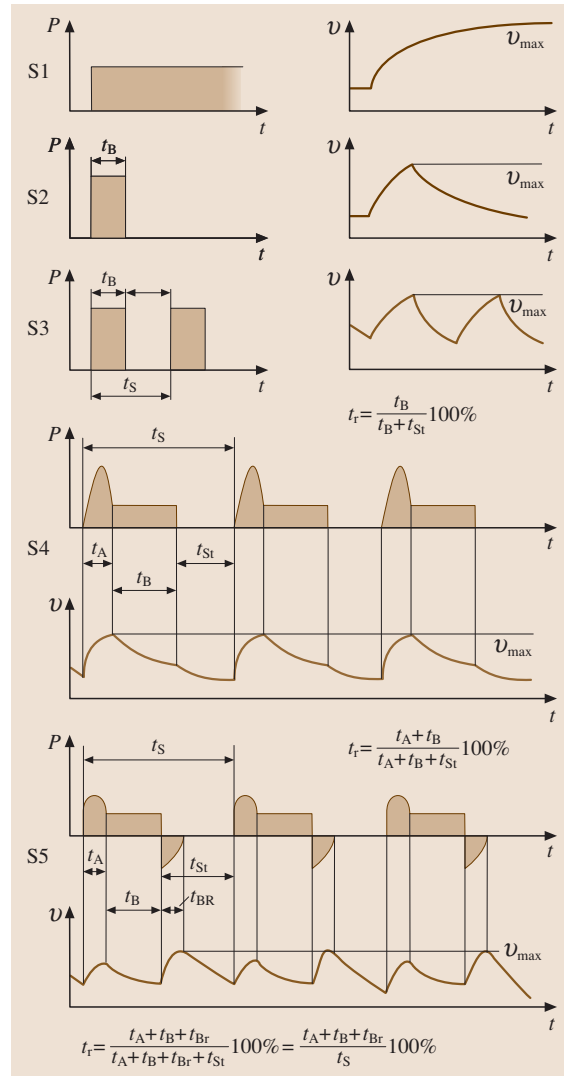 P υ
υmax
S1
t t
P tB υ
υmax
S2
t t
P tB υ
υmax
S3
tS t t
tr = tB / (tB + tSt) 100%
P tS
t
S4 tA tSt
tB
υ
υmax
t
tr = (tA + tB) / (tA + tB + tSt) 100%
P tS
t
S5 tA tSt
tB tBR
υ
υmax
t
tr = (tA + tB + tBr) / (tA + tB + tBr + tSt) 100% = (tA + tB + tBr) / tS 100%